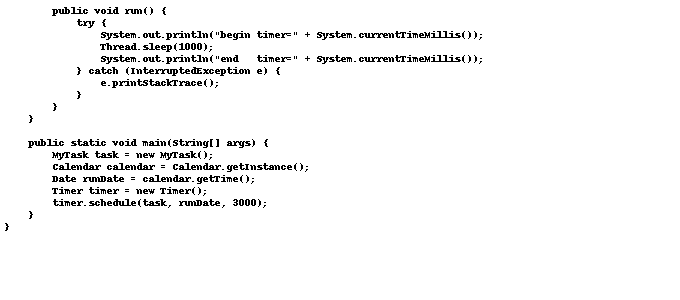 public void run() {
            try {
                System.out.println("begin timer=" + System.currentTimeMillis());
                Thread.sleep(1000);
                System.out.println("end   timer=" + System.currentTimeMillis());
            } catch (InterruptedException e) {
                e.printStackTrace();
            }
        }
    }

    public static void main(String[] args) {
        MyTask task = new MyTask();
        Calendar calendar = Calendar.getInstance();
        Date runDate = calendar.getTime();
        Timer timer = new Timer();
        timer.schedule(task, runDate, 3000);
    }
}